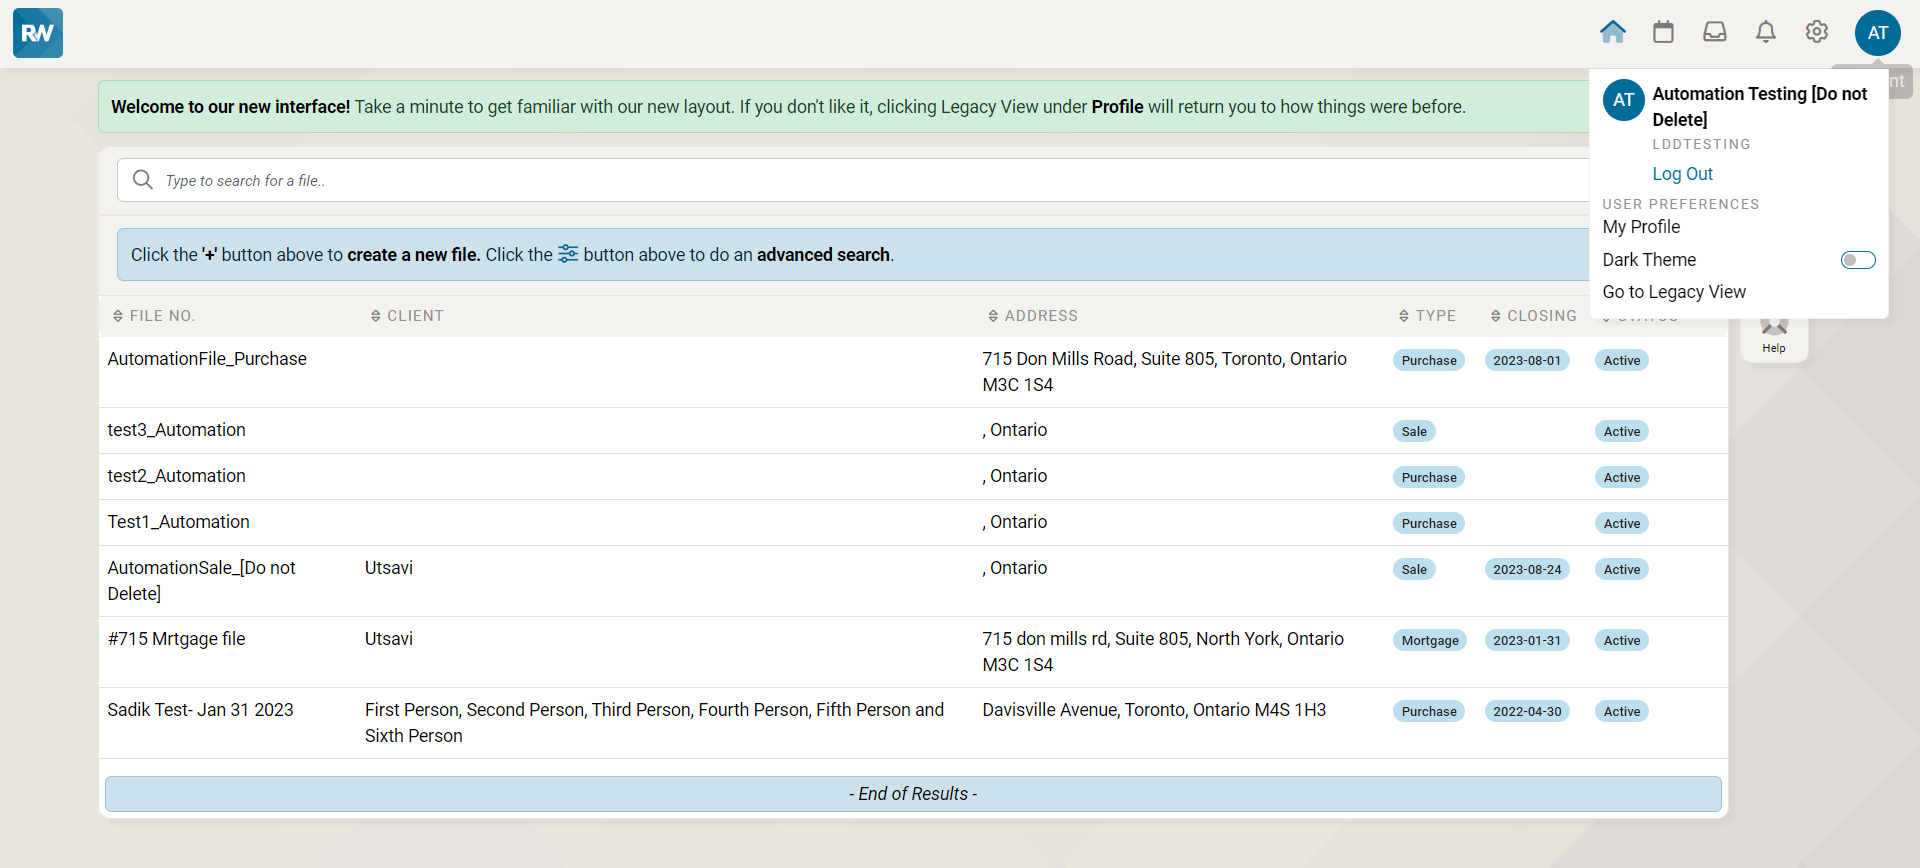 RW
AT
nt
Welcome to our new interface! Take a minute to get familiar with our new layout. If you don't like it, clicking Legacy View under Profile will return you to how things were before.
AT
Automation Testing [Do not
Delete]
LDDTESTING
Log Out
USER PREFERENCES
My Profile
Dark Theme
Go to Legacy View
Type to search for a file..
Click the '+' button above to create a new file. Click the button above to do an advanced search.
FILE NO. CLIENT ADDRESS TYPE CLOSING STATUS
Help
AutomationFile_Purchase 715 Don Mills Road, Suite 805, Toronto, Ontario Purchase 2023-08-01 Active
M3C 1S4
test3_Automation , Ontario Sale Active
test2_Automation , Ontario Purchase Active
Test1_Automation , Ontario Purchase Active
AutomationSale_[Do not Utsavi , Ontario Sale 2023-08-24 Active
Delete]
#715 Mrtgage file Utsavi 715 don mills rd, Suite 805, North York, Ontario Mortgage 2023-01-31 Active
M3C 1S4
Sadik Test- Jan 31 2023 First Person, Second Person, Third Person, Fourth Person, Fifth Person and Davisville Avenue, Toronto, Ontario M4S 1H3 Purchase 2022-04-30 Active
Sixth Person
- End of Results -